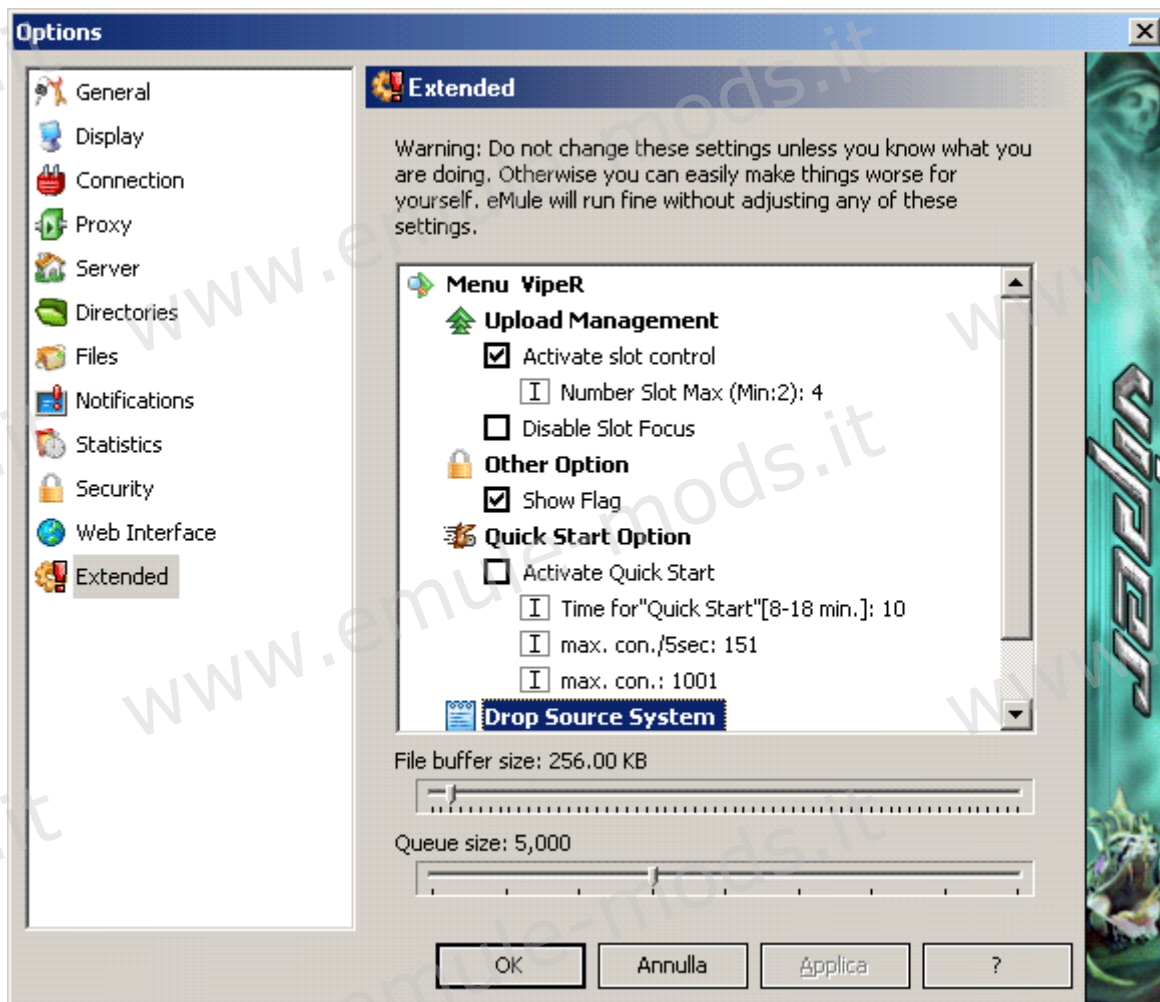 Options
General
Display
Connection
Proxy
Server
Directories
Files
Notifications
Statistics
Security
Web Interface
Extended
Extended
Warning: Do not change these settings unless you know what you
are doing. Otherwise you can easily make things worse for
yourself. eMule will run fine without adjusting any of these
settings.
Menu VipeR
Upload Management
Activate slot control
Number Slot Max (Min:2): 4
Disable Slot Focus
Other Option
Show Flag
Quick Start Option
Activate Quick Start
Time for"Quick Start"[8-18 min.]: 10
max. con./5sec: 151
max. con.: 1001
Drop Source System
File buffer size: 256.00 KB
Queue size: 5,000
OK
Annulla
Applica
?
www.emule-mods.it
www.emule-mods.it